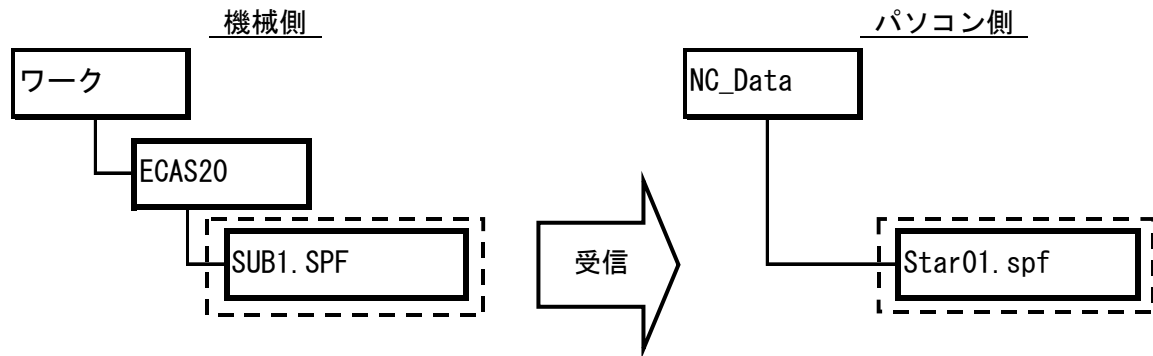 機械側
パソコン側
ワーク
NC_Data
ECAS20
SUB1.SPF
受信
Star01.spf